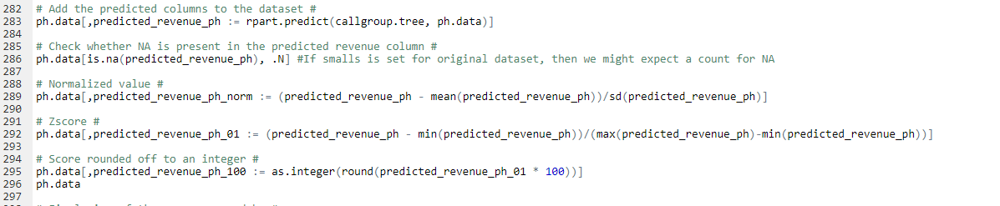 282 # Add the predicted columns to the dataset #
283 ph.data[,predicted_revenue_ph := rpart.predict(callgroup.tree, ph.data)]
284
285 # Check whether NA is present in the predicted revenue column #
286 ph.data[is.na(predicted_revenue_ph), .N] #If smalls is set for original dataset, then we might expect a count for NA
287
288 # Normalized value #
289 ph.data[,predicted_revenue_ph_norm := (predicted_revenue_ph - mean(predicted_revenue_ph))/sd(predicted_revenue_ph)]
290
291 # Zscore #
292 ph.data[,predicted_revenue_ph_01 := (predicted_revenue_ph - min(predicted_revenue_ph))/(max(predicted_revenue_ph)-min(predicted_revenue_ph))]
293
294 # Score rounded off to an integer #
295 ph.data[,predicted_revenue_ph_100 := as.integer(round(predicted_revenue_ph_01 * 100))]
296 ph.data
297